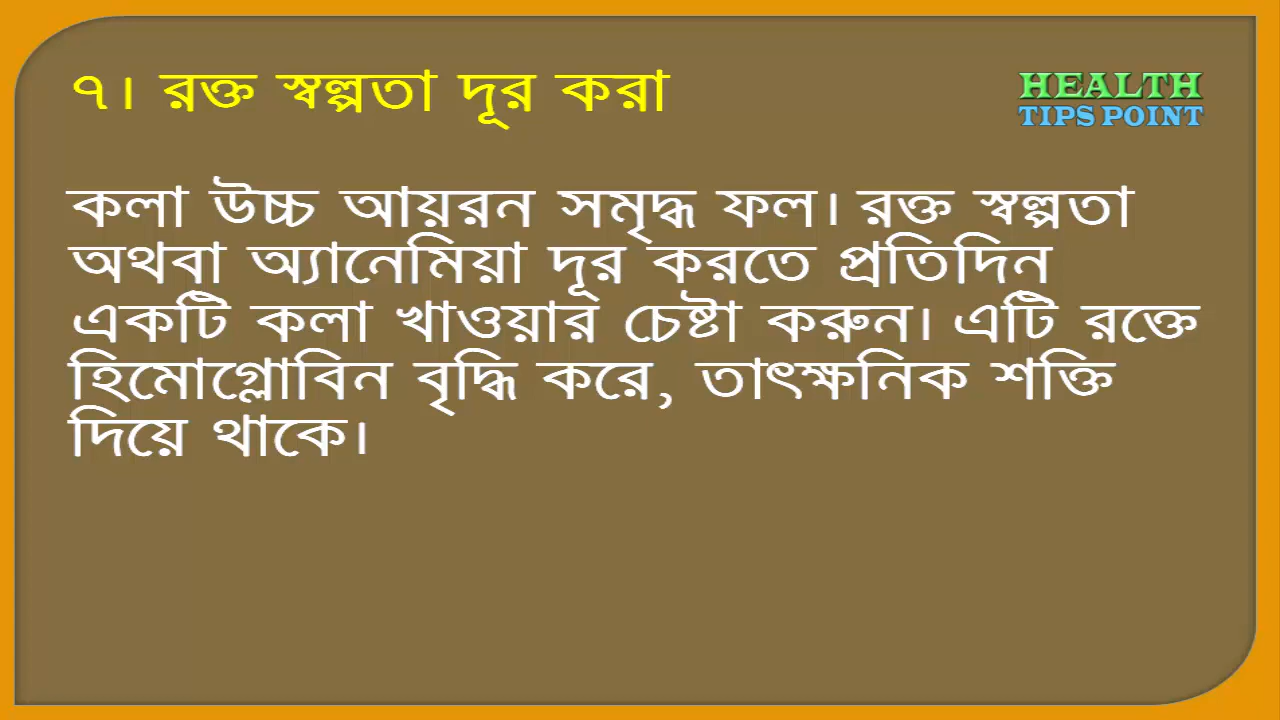 ৭। রক্ত স্বল্পতা দূর করা
HEALTH
TIPS POINT
কলা উচ্চ আয়রন সমৃদ্ধ ফল। রক্ত স্বল্পতা
অথবা অ্যানেমিয়া দূর করতে প্রতিদিন
একটি কলা খাওয়ার চেষ্টা করুন। এটি রক্তে
হিমোগ্লোবিন বৃদ্ধি করে, তাৎক্ষনিক শক্তি
দিয়ে থাকে।